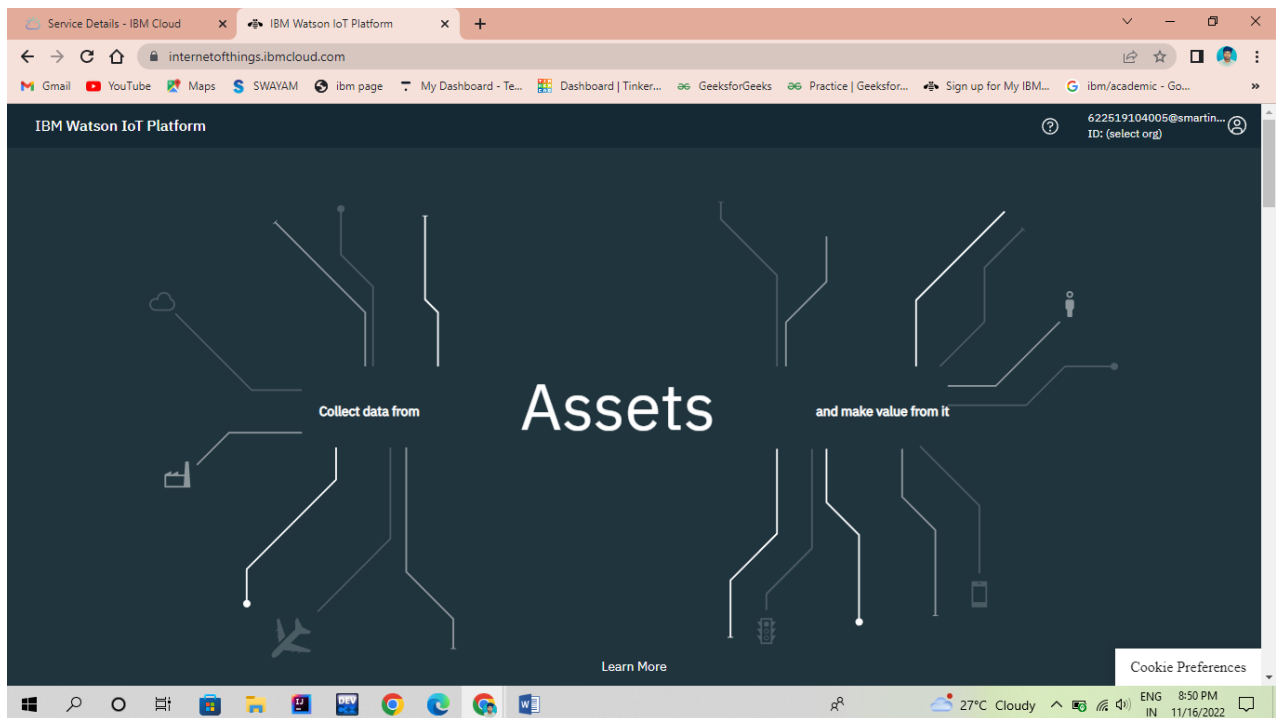 Service Details - IBM Cloud
IBM Watson IoT Platform
internetofthings.ibmcloud.com
Gmail YouTube Maps SWAYAM ibm page My Dashboard - Te... Dashboard | Tinker... GeeksforGeeks Practice | Geeksfor... Sign up for My IBM... ibm/academic - Go... »
IBM Watson IoT Platform
622519104005@smartin...
ID: (select org)
Collect data from
Assets
and make value from it
Learn More
Cookie Preferences
27°C Cloudy
ENG
IN
8:50 PM
11/16/2022